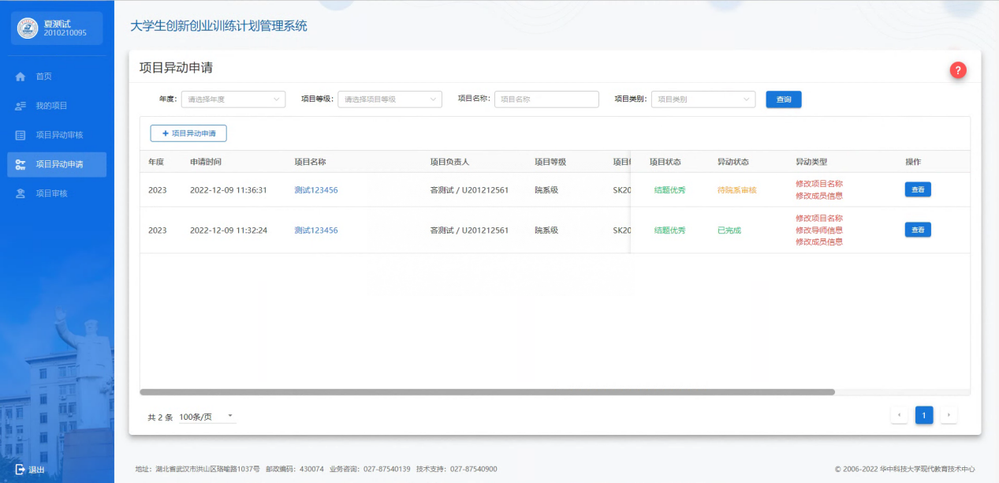 夏测试
2010210095
首页
我的项目
项目异动审核
项目异动申请
项目审核
退出
大学生创新创业训练计划管理系统
项目异动申请
?
年度： 请选择年度 项目等级： 请选择项目等级 项目名称： 项目名称 项目类别： 项目类别 查询
+ 项目异动申请
年度 申请时间 项目名称 项目负责人 项目等级 项目 项目状态 异动状态 异动类型 操作
2023 2022-12-09 11:36:31 测试123456 吝测试 / U201212561 院系级 SK20 结题优秀 待院系审核 修改项目名称 查看
修改成员信息
2023 2022-12-09 11:32:24 测试123456 吝测试 / U201212561 院系级 SK20 结题优秀 已完成 修改项目名称 查看
修改导师信息
修改成员信息
共 2 条 100条/页
1
地址：湖北省武汉市洪山区珞喻路1037号 邮政编码：430074 业务咨询：027-87540139 技术支持：027-87540900
© 2006-2022 华中科技大学现代教育技术中心